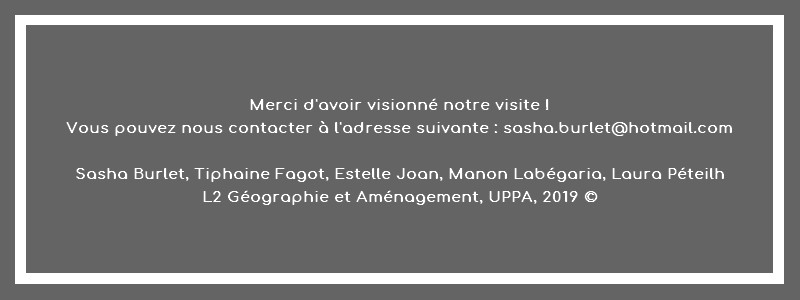 Merci d'avoir visionné notre visite !
Vous pouvez nous contacter à l'adresse suivante : sasha.burlet@hotmail.com
Sasha Burlet, Tiphaine Fagot, Estelle Joan, Manon Labégaria, Laura Péteilh
L2 Géographie et Aménagement, UPPA, 2019 ©